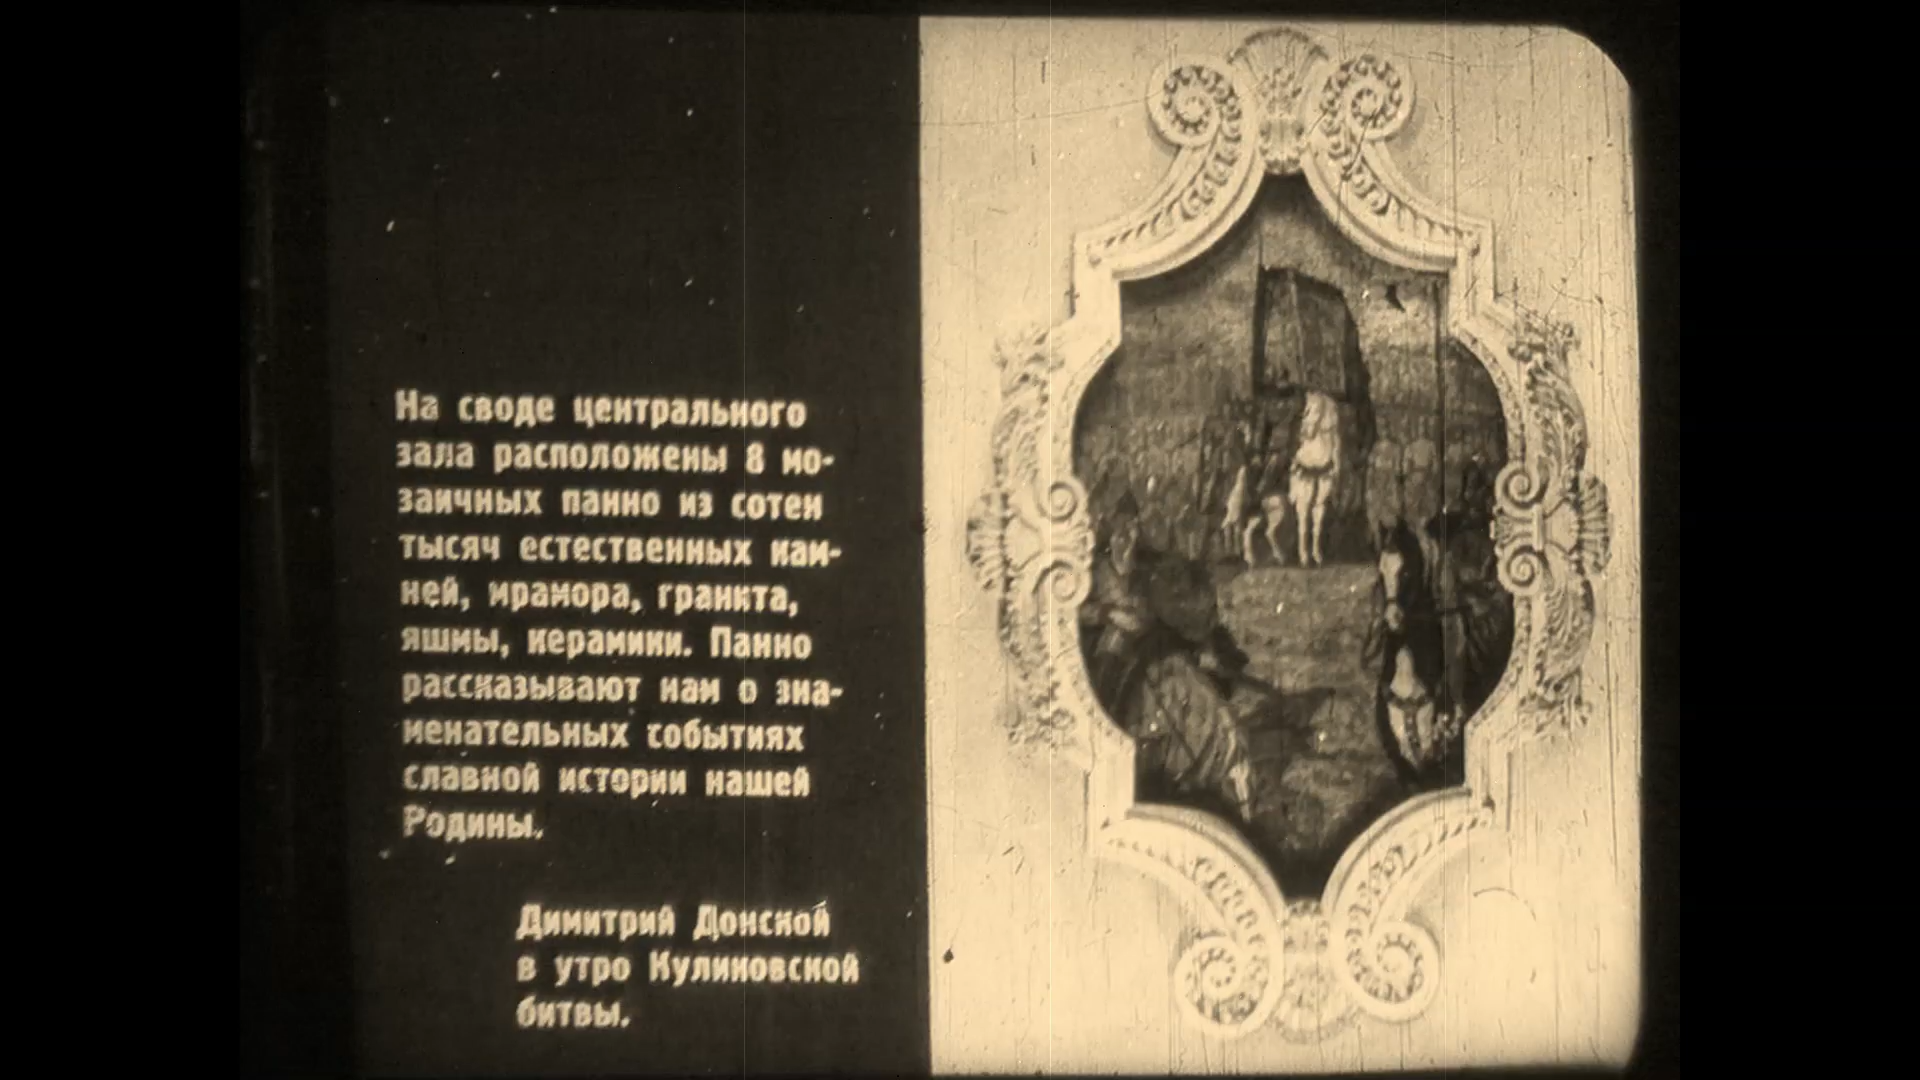 На своде центрального
зала расположены 8 мо-
заичных панно из сотен
тысяч естественных кам-
ней, мрамора, гранита,
яшмы, керамики. Панно
рассказывают нам о зна-
менательных событиях
славной истории нашей
Родины.
Димитрий Донской
в утро Куликовской
битвы.